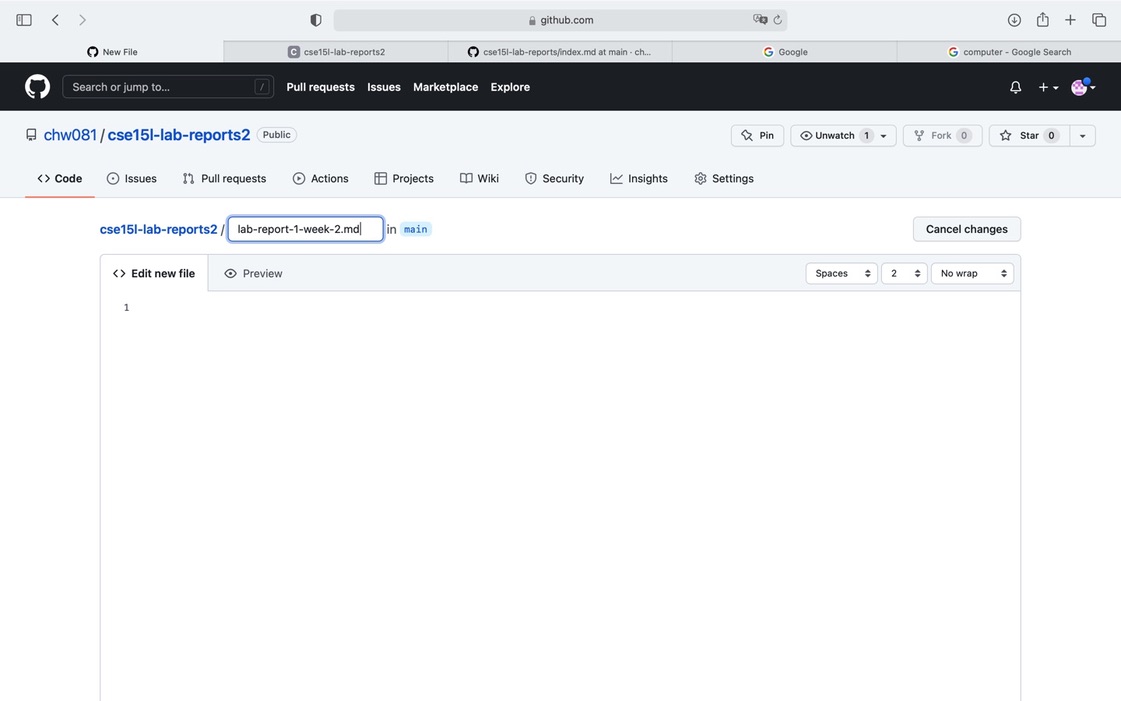 github.com
New File
C cse15l-lab-reports2
cse15l-lab-reports/index.md at main · ch...
Google
computer - Google Search
Search or jump to... /
Pull requests Issues Marketplace Explore
chw081 / cse15l-lab-reports2 Public
Pin
Unwatch 1
Fork 0
Star 0
Code Issues Pull requests Actions Projects Wiki Security Insights Settings
cse15l-lab-reports2 / lab-report-1-week-2.md in main
Cancel changes
Edit new file Preview
Spaces 2 No wrap
1